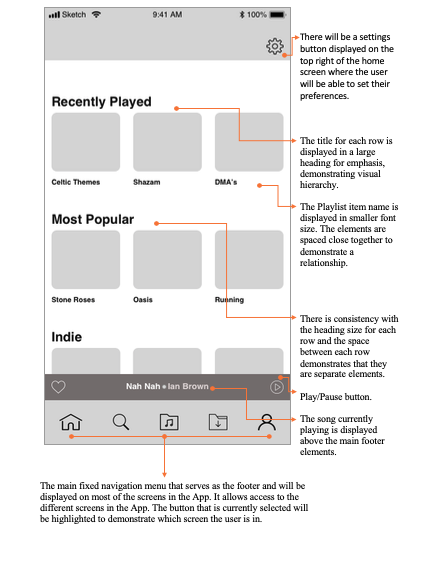 Sketch 9:41 AM 100%
There will be a settings
button displayed on the
top right of the home
screen where the user
will be able to set their
preferences.
Recently Played
Celtic Themes Shazam DMA's
The title for each row is
displayed in a large
heading for emphasis,
demonstrating visual
hierarchy.
The Playlist item name is
displayed in smaller font
size. The elements are
spaced close together to
demonstrate a
relationship.
Most Popular
Stone Roses Oasis Running
There is consistency with
the heading size for each
row and the space
between each row
demonstrates that they
are separate elements.
Indie
Nah Nah • Ian Brown
Play/Pause button.
The song currently
playing is displayed
above the main footer
elements.
The main fixed navigation menu that serves as the footer and will be
displayed on most of the screens in the App. It allows access to the
different screens in the App. The button that is currently selected will
be highlighted to demonstrate which screen the user is in.